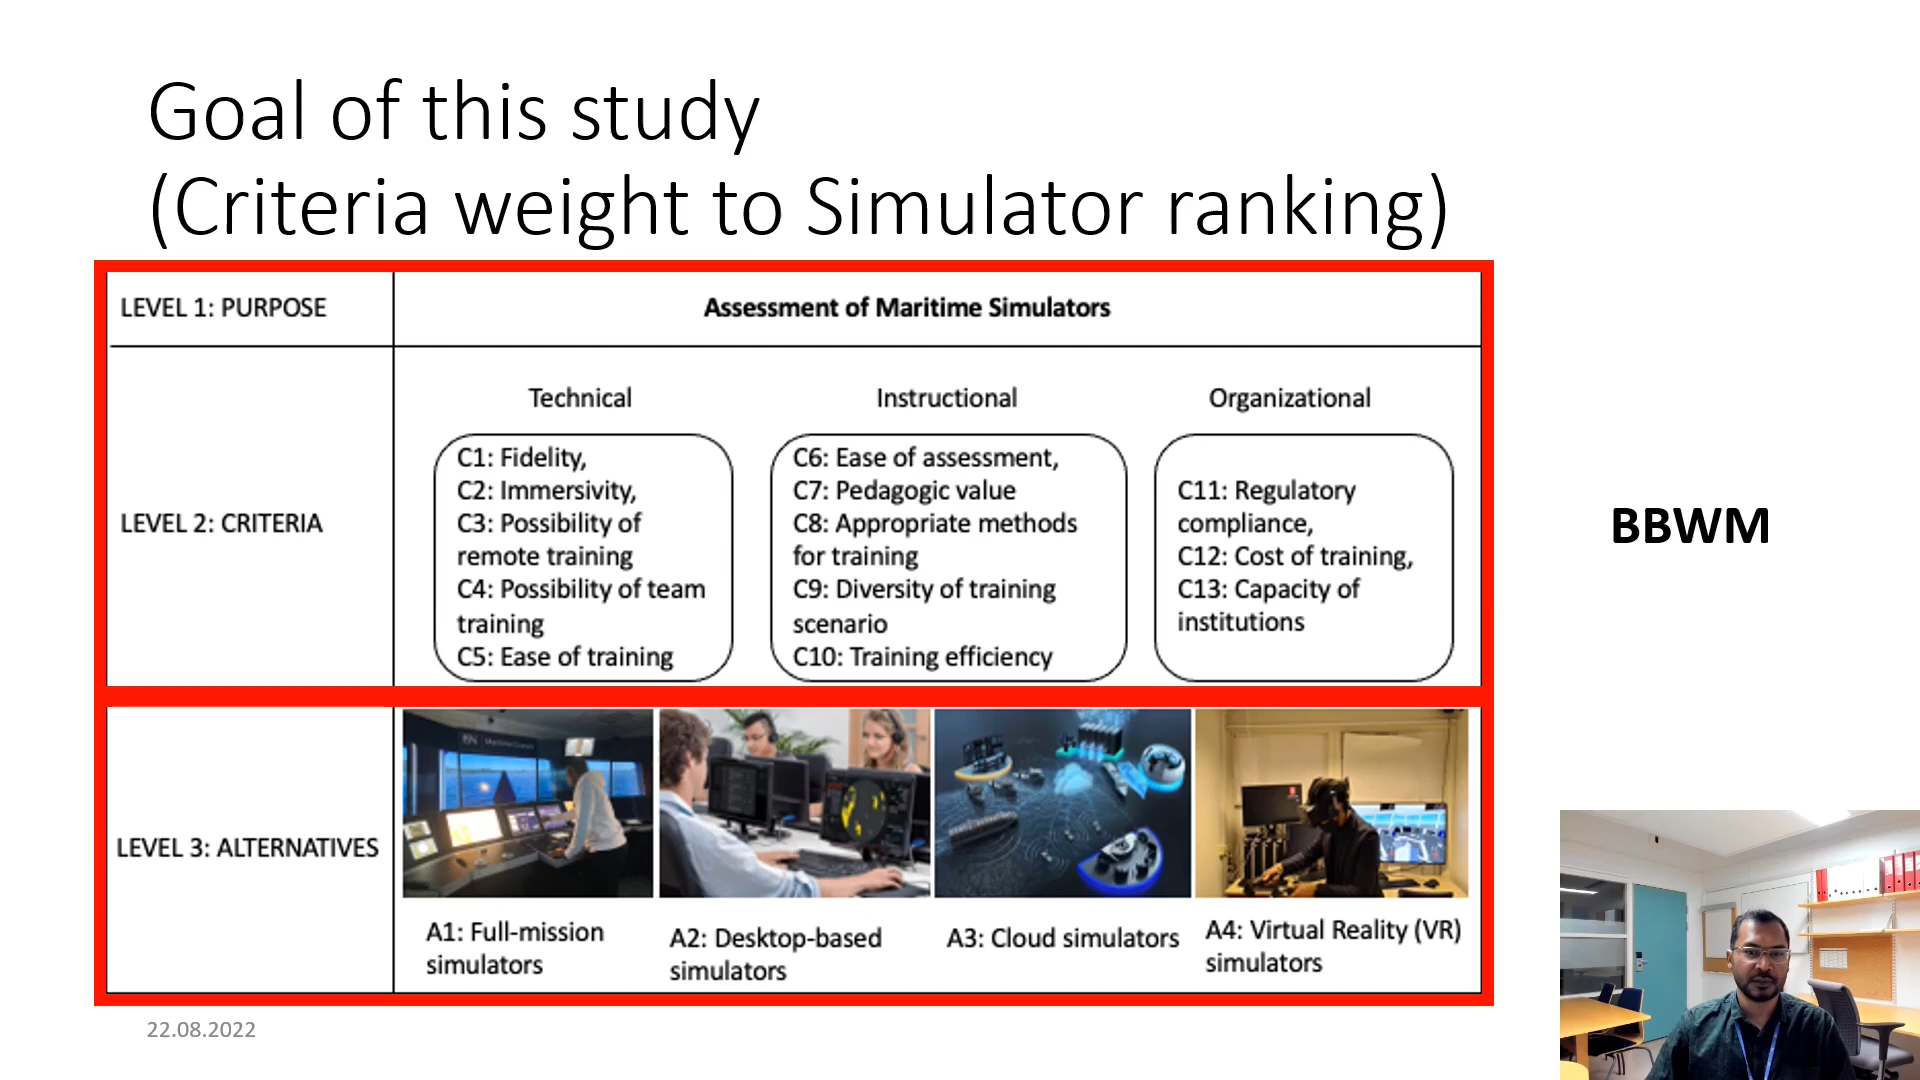 Goal of this study
(Criteria weight to Simulator ranking)
LEVEL 1: PURPOSE
Assessment of Maritime Simulators
LEVEL 2: CRITERIA
Technical
C1: Fidelity,
C2: Immersivity,
C3: Possibility of
remote training
C4: Possibility of team
training
C5: Ease of training
Instructional
C6: Ease of assessment,
C7: Pedagogic value
C8: Appropriate methods
for training
C9: Diversity of training
scenario
C10: Training efficiency
Organizational
C11: Regulatory
compliance,
C12: Cost of training,
C13: Capacity of
institutions
BBWM
LEVEL 3: ALTERNATIVES
A1: Full-mission
simulators
A2: Desktop-based
simulators
A3: Cloud simulators
A4: Virtual Reality (VR)
simulators
22.08.2022